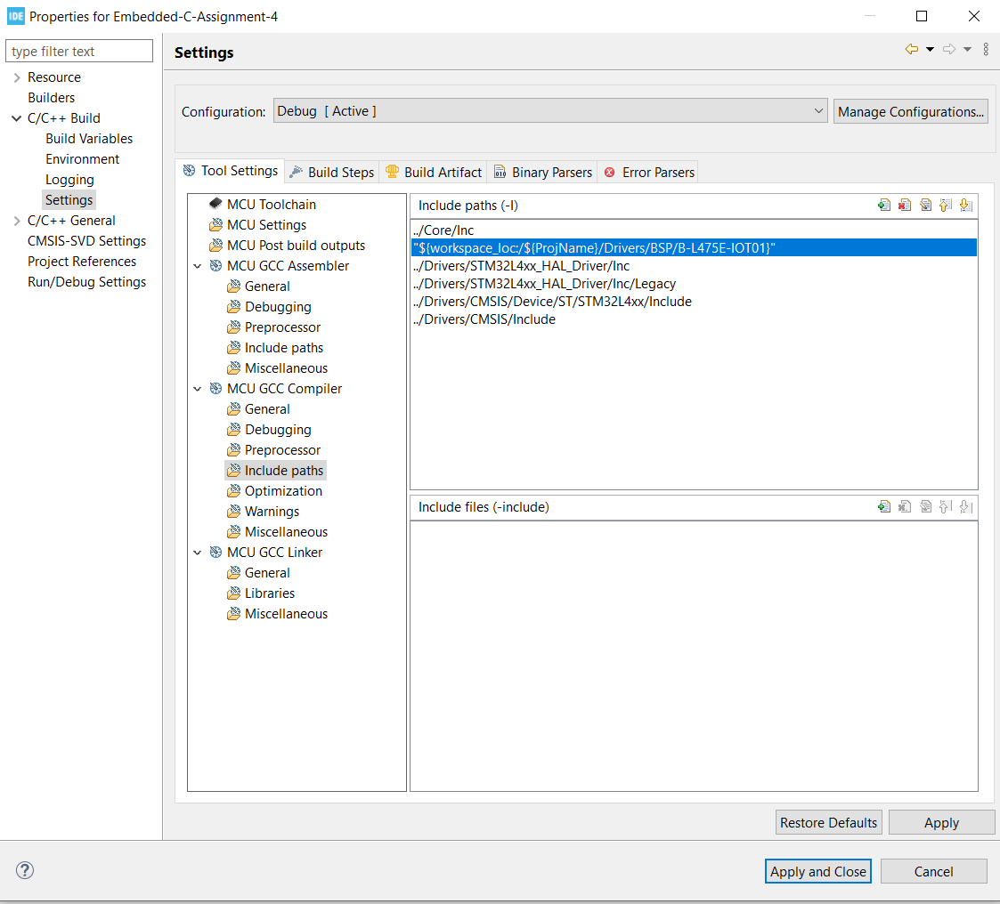 IDE Properties for Embedded-C-Assignment-4
type filter text
Resource
Builders
C/C++ Build
Build Variables
Environment
Logging
Settings
C/C++ General
CMSIS-SVD Settings
Project References
Run/Debug Settings
Settings
Configuration: Debug [ Active ] Manage Configurations...
Tool Settings Build Steps Build Artifact Binary Parsers Error Parsers
MCU Toolchain
MCU Settings
MCU Post build outputs
MCU GCC Assembler
General
Debugging
Preprocessor
Include paths
Miscellaneous
MCU GCC Compiler
General
Debugging
Preprocessor
Include paths
Optimization
Warnings
Miscellaneous
MCU GCC Linker
General
Libraries
Miscellaneous
Include paths (-I)
../Core/Inc
"${workspace_loc:/${ProjName}/Drivers/BSP/B-L475E-IOT01}"
../Drivers/STM32L4xx_HAL_Driver/Inc
../Drivers/STM32L4xx_HAL_Driver/Inc/Legacy
../Drivers/CMSIS/Device/ST/STM32L4xx/Include
../Drivers/CMSIS/Include
Include files (-include)
Restore Defaults Apply
? Apply and Close Cancel